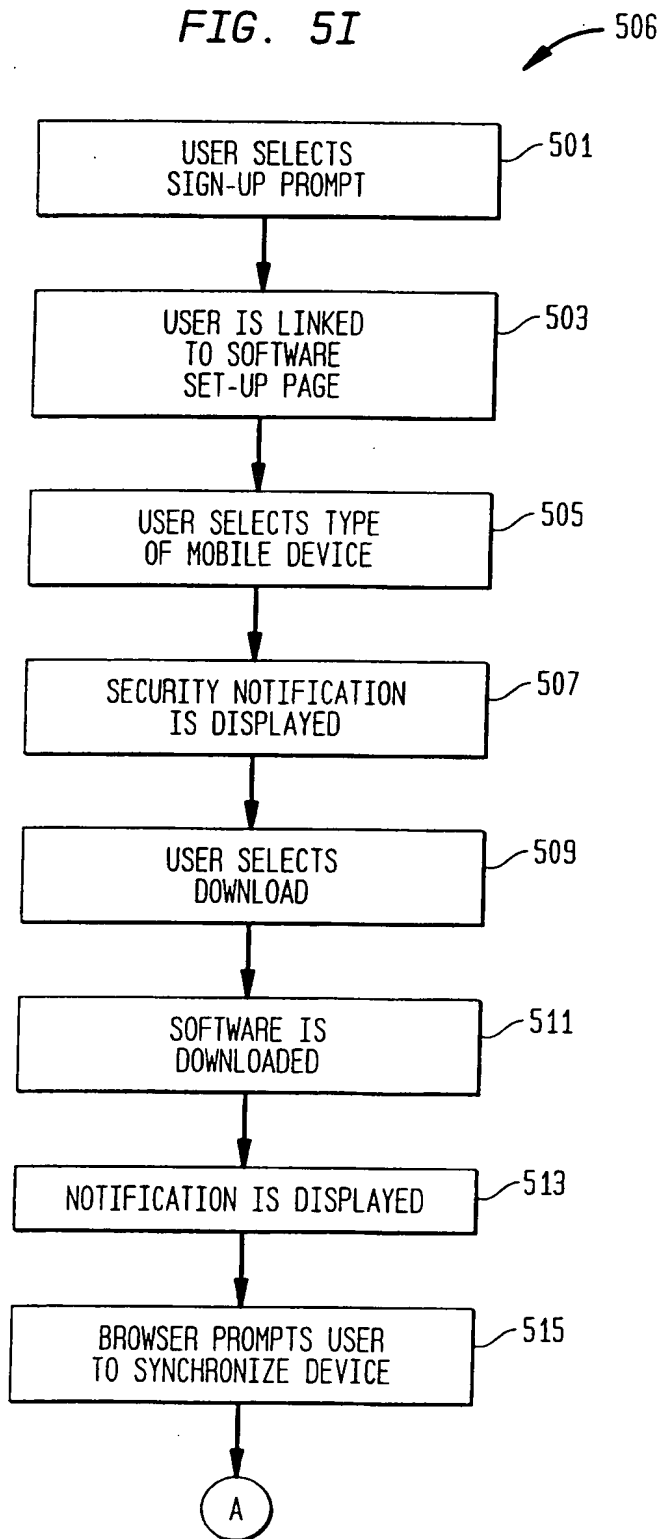 FIG. 5I
506
USER SELECTS
SIGN-UP PROMPT
501
USER IS LINKED
TO SOFTWARE
SET-UP PAGE
503
USER SELECTS TYPE
OF MOBILE DEVICE
505
SECURITY NOTIFICATION
IS DISPLAYED
507
USER SELECTS
DOWNLOAD
509
SOFTWARE IS
DOWNLOADED
511
NOTIFICATION IS DISPLAYED
513
BROWSER PROMPTS USER
TO SYNCHRONIZE DEVICE
515
A